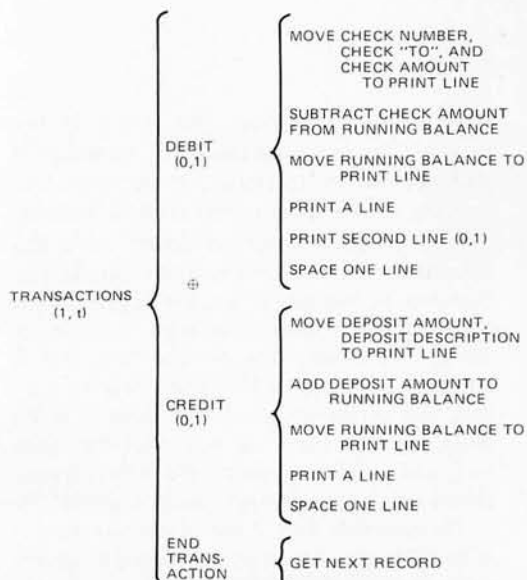 TRANSACTIONS
(1, t)
DEBIT
(0,1)
MOVE CHECK NUMBER,
CHECK "TO", AND
CHECK AMOUNT
TO PRINT LINE
SUBTRACT CHECK AMOUNT
FROM RUNNING BALANCE
MOVE RUNNING BALANCE TO
PRINT LINE
PRINT A LINE
PRINT SECOND LINE (0,1)
SPACE ONE LINE
⊕
CREDIT
(0,1)
MOVE DEPOSIT AMOUNT,
DEPOSIT DESCRIPTION
TO PRINT LINE
ADD DEPOSIT AMOUNT TO
RUNNING BALANCE
MOVE RUNNING BALANCE TO
PRINT LINE
PRINT A LINE
SPACE ONE LINE
END
TRANS-
ACTION
GET NEXT RECORD